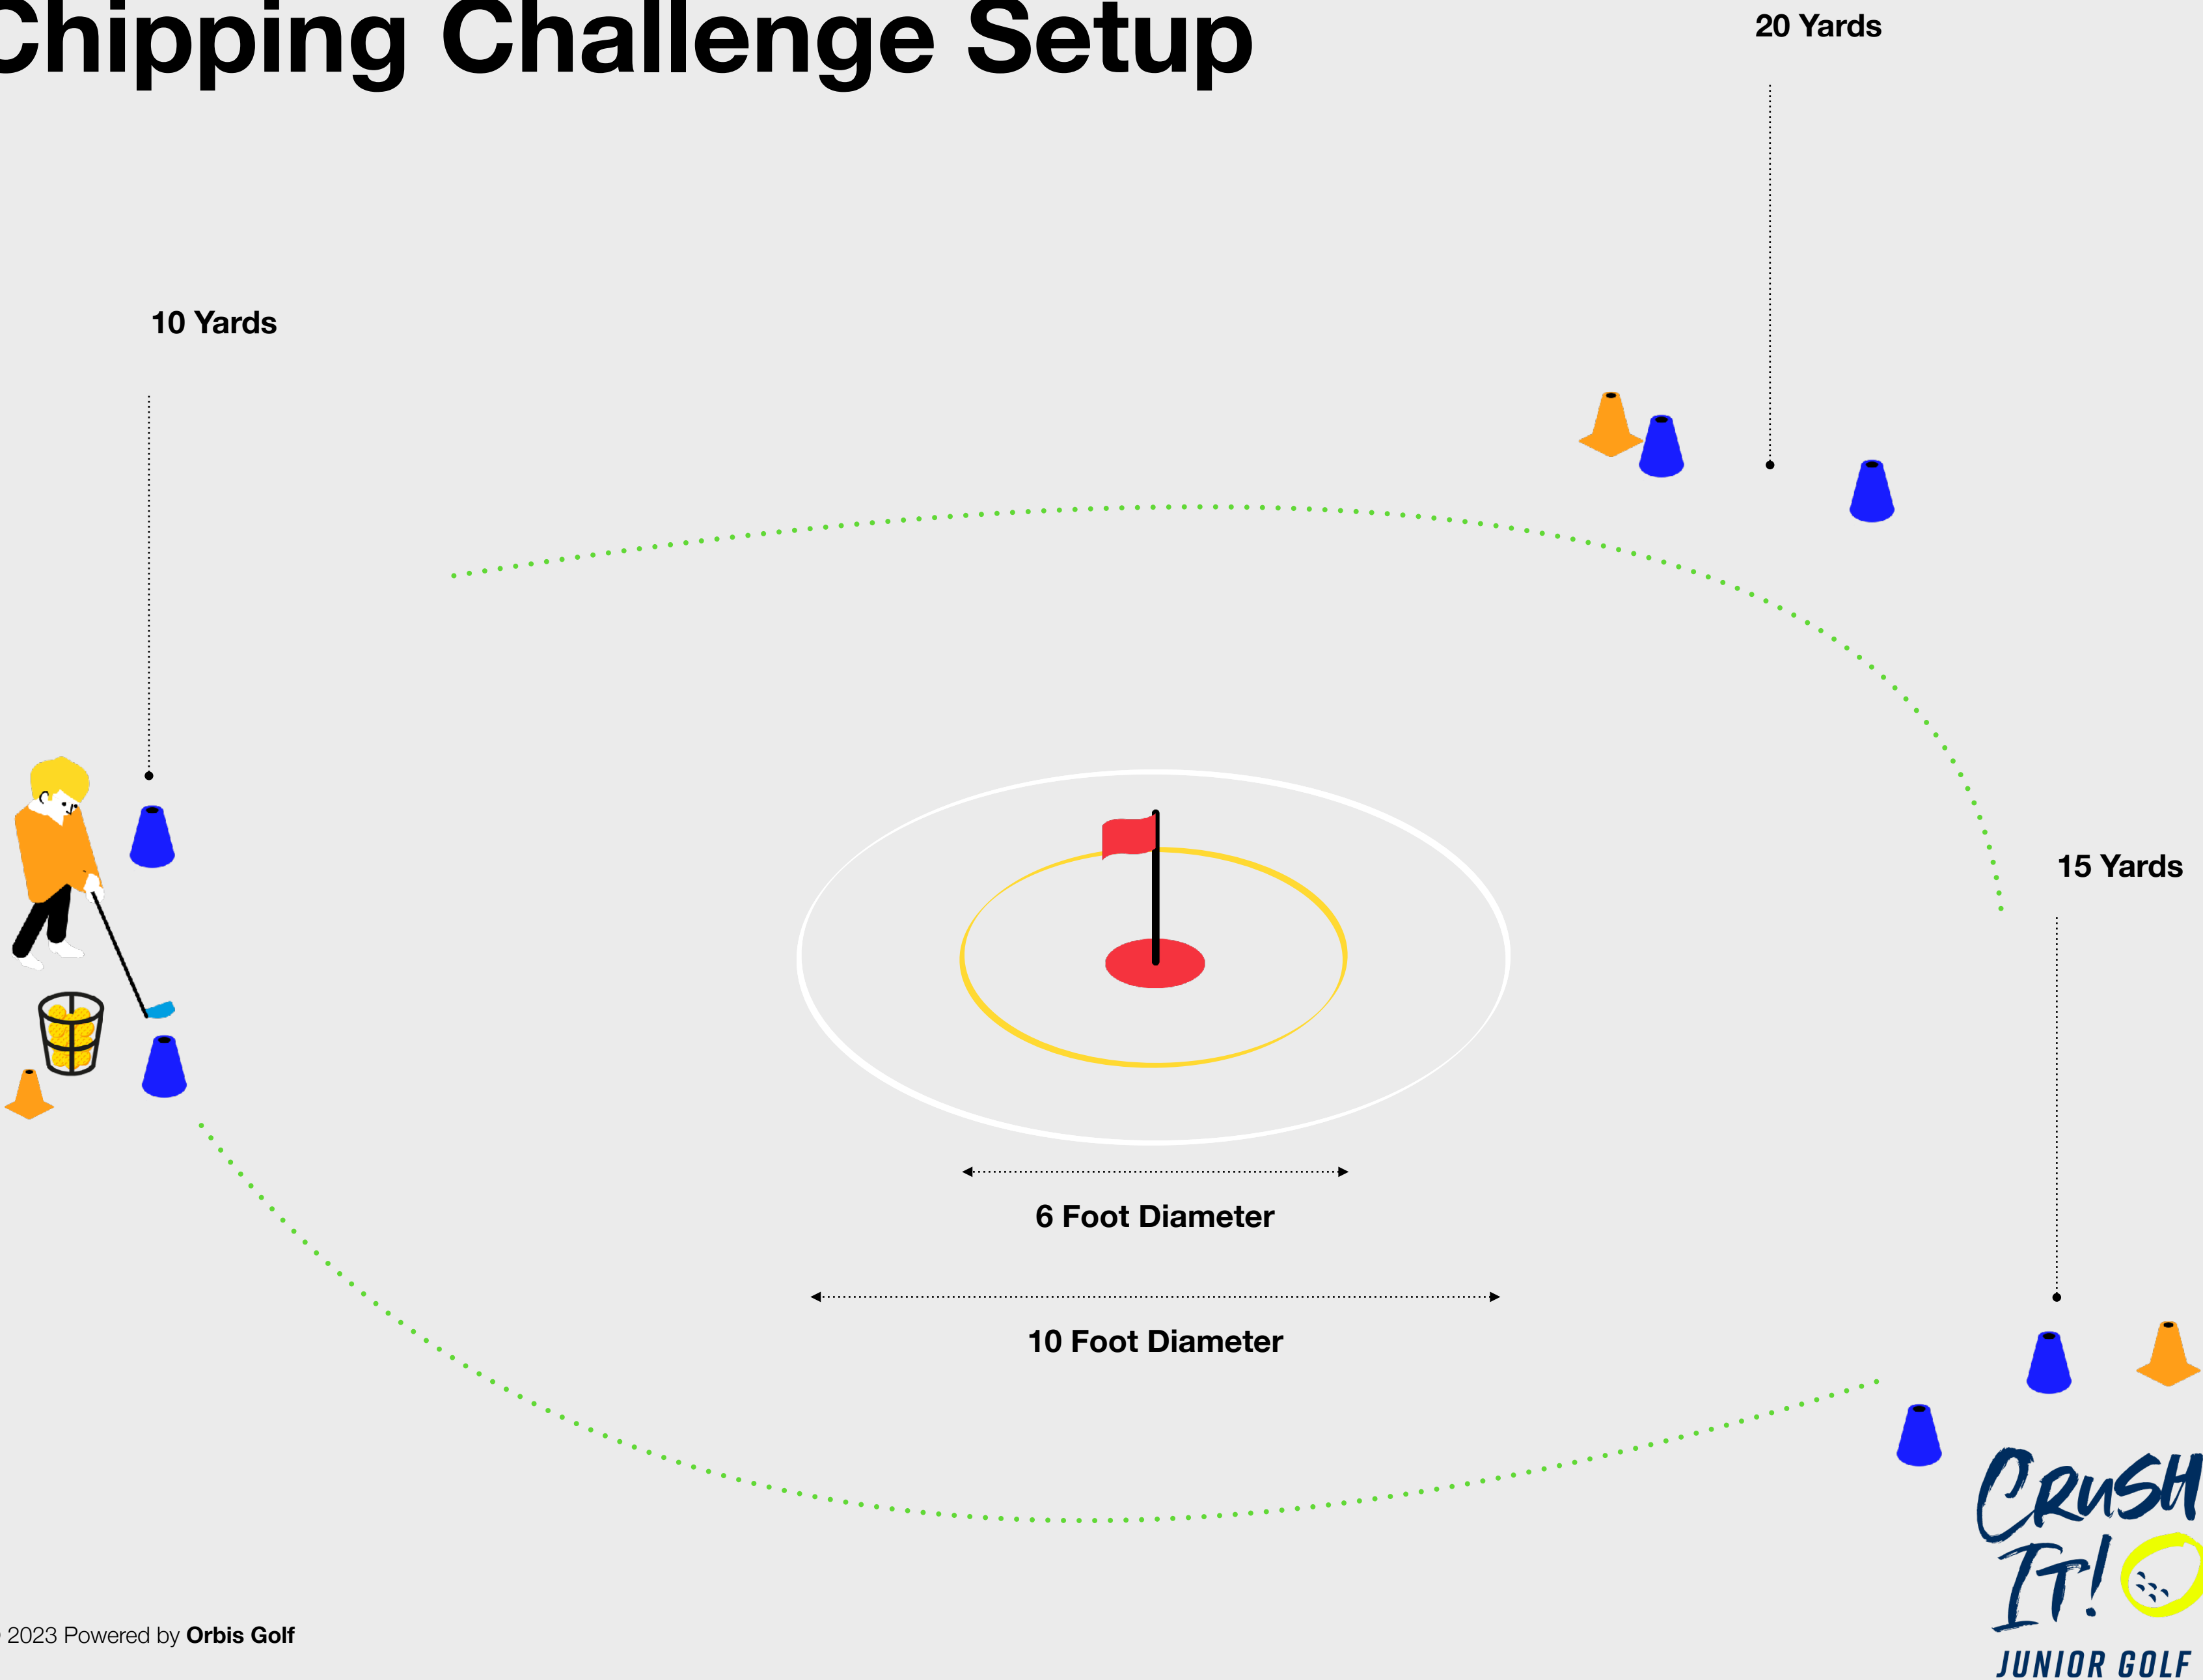 Chipping Challenge Setup
20 Yards
10 Yards
15 Yards
6 Foot Diameter
10 Foot Diameter
CRUSH
IT!
JUNIOR GOLF
2023 Powered by Orbis Golf